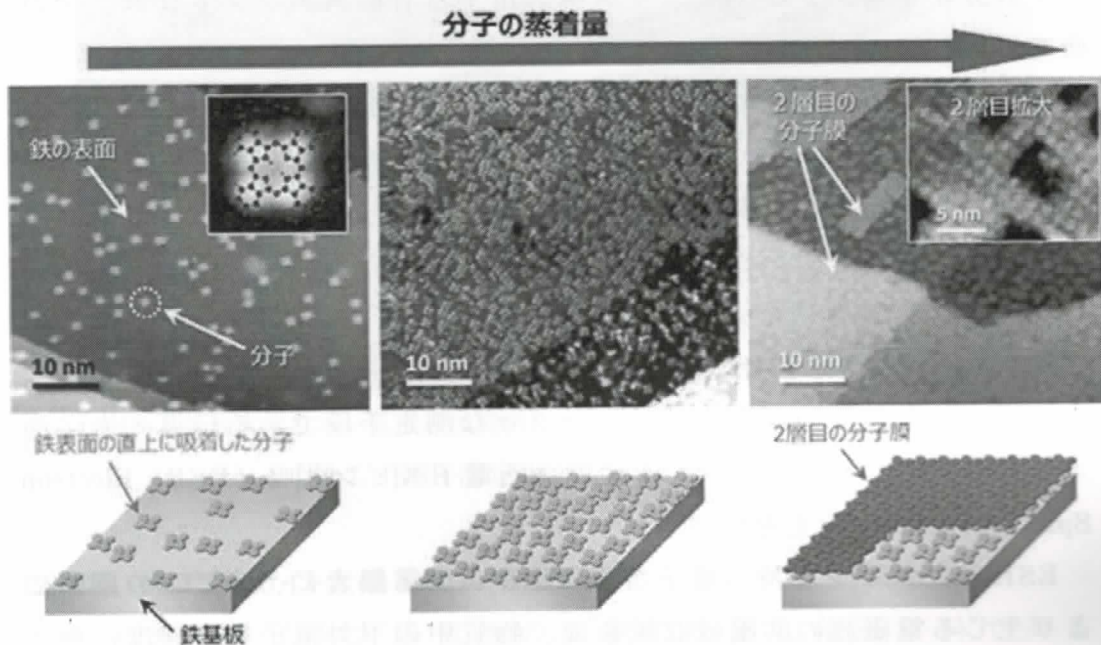 分子の蒸着量
鉄の表面
分子
10 nm
10 nm
2層目の
分子膜
2層目拡大
5 nm
10 nm
鉄表面の直上に吸着した分子
鉄基板
2層目の分子膜